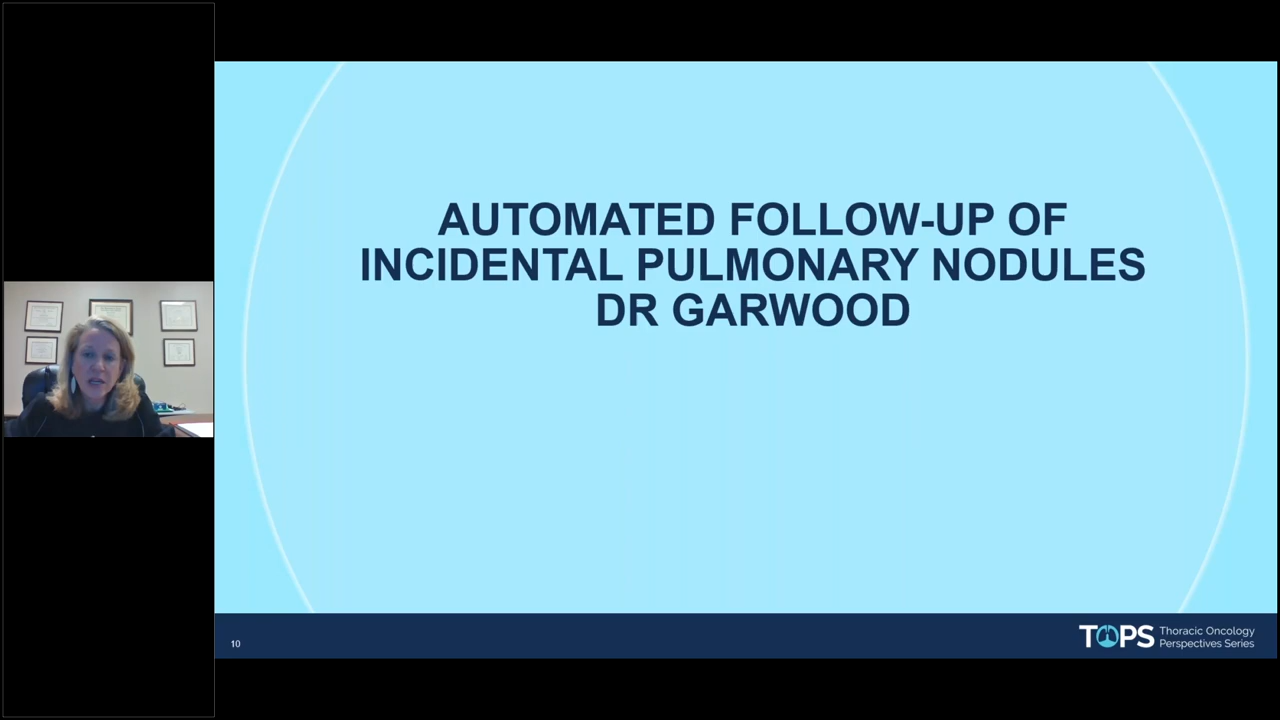 AUTOMATED FOLLOW-UP OF
INCIDENTAL PULMONARY NODULES
DR GARWOOD
10
TOPS
Thoracic Oncology
Perspectives Series